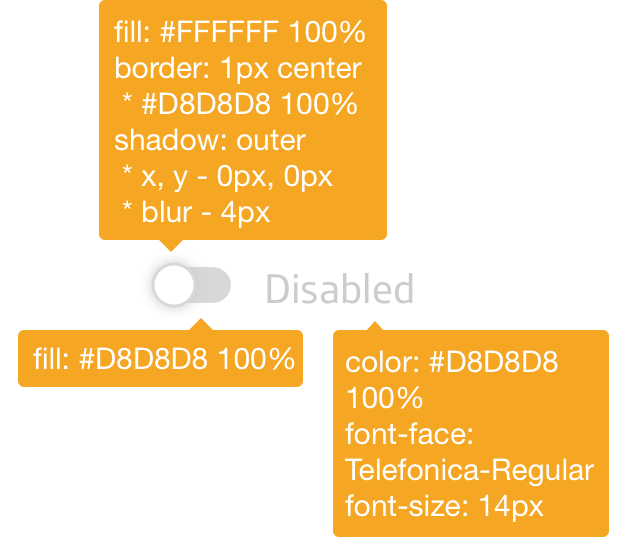 fill: #FFFFFF 100%
border: 1px center
* #D8D8D8 100%
shadow: outer
* x, y - 0px, 0px
* blur - 4px
Disabled
fill: #D8D8D8 100%
color: #D8D8D8
100%
font-face:
Telefonica-Regular
font-size: 14px